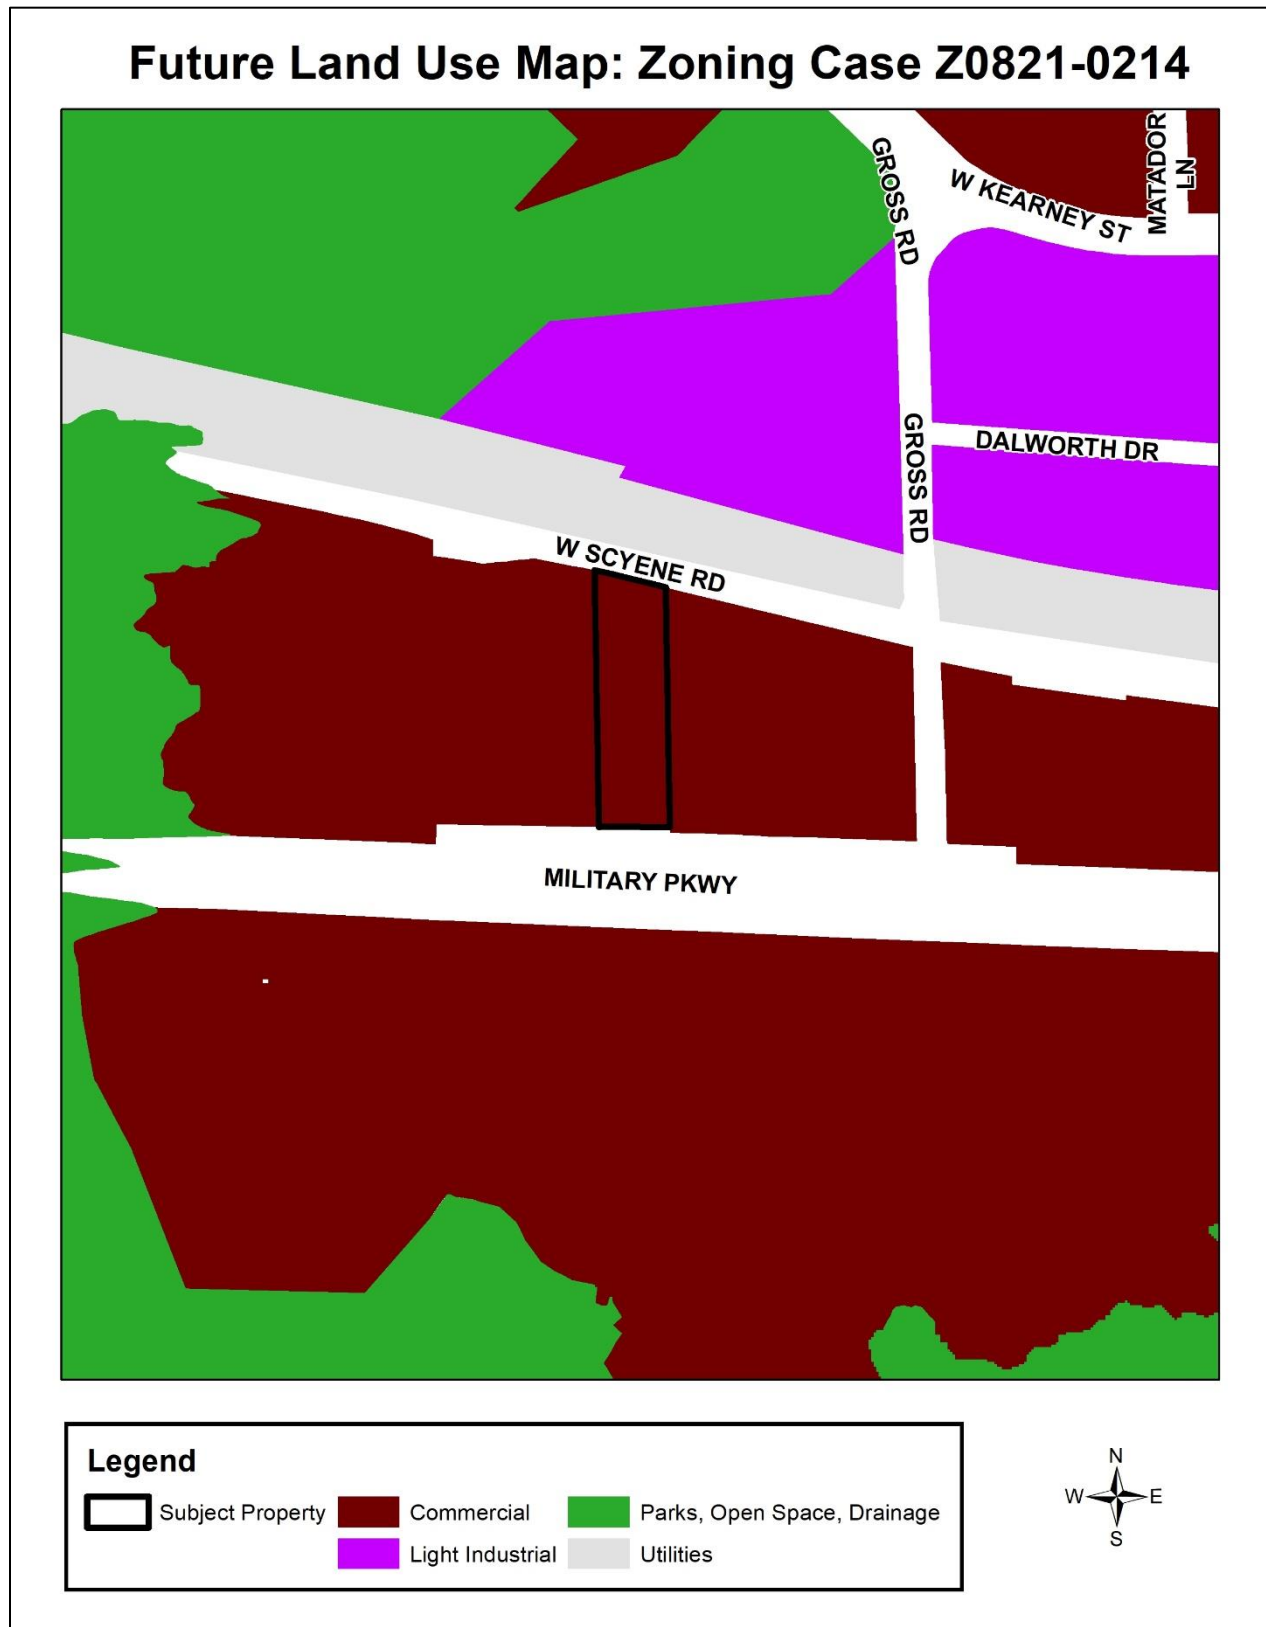 Future Land Use Map: Zoning Case Z0821-0214
MATADOR
LN
GROSS RD
W KEARNEY ST
GROSS RD
DALWORTH DR
W SCYENE RD
MILITARY PKWY
Legend
Subject Property
Commercial
Parks, Open Space, Drainage
Light Industrial
Utilities
N
W
E
S